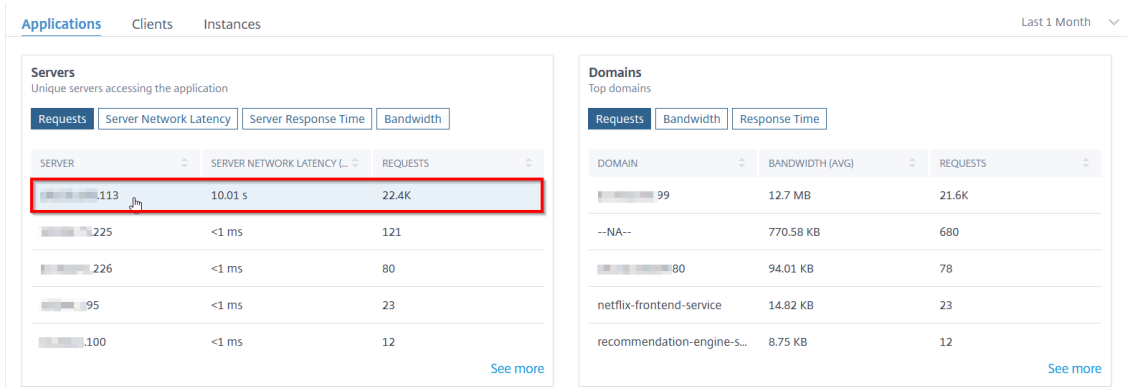 Applications Clients Instances Last 1 Month
Servers
Unique servers accessing the application
Requests Server Network Latency Server Response Time Bandwidth
SERVER SERVER NETWORK LATENCY (... REQUESTS
.113 10.01 s 22.4K
.225 <1 ms 121
.226 <1 ms 80
95 <1 ms 23
.100 <1 ms 12
See more
Domains
Top domains
Requests Bandwidth Response Time
DOMAIN BANDWIDTH (AVG) REQUESTS
99 12.7 MB 21.6K
--NA-- 770.58 KB 680
80 94.01 KB 78
netflix-frontend-service 14.82 KB 23
recommendation-engine-s... 8.75 KB 12
See more